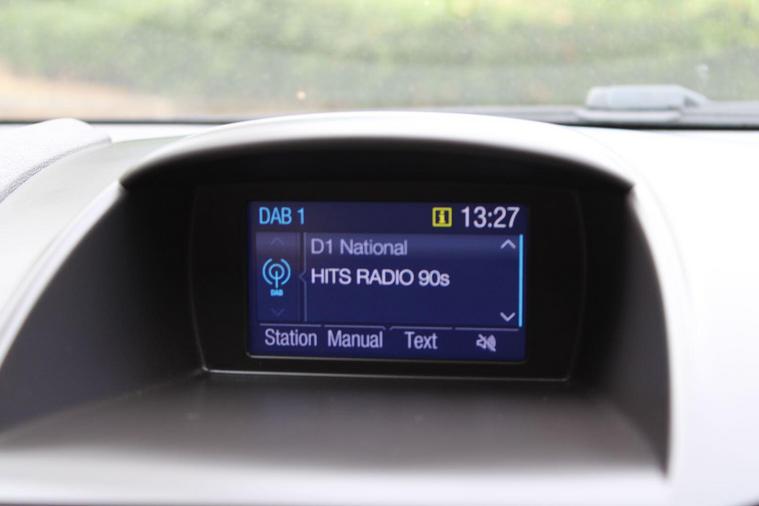 DAB 1 13:27
D1 National
HITS RADIO 90s
DAB
Station Manual Text